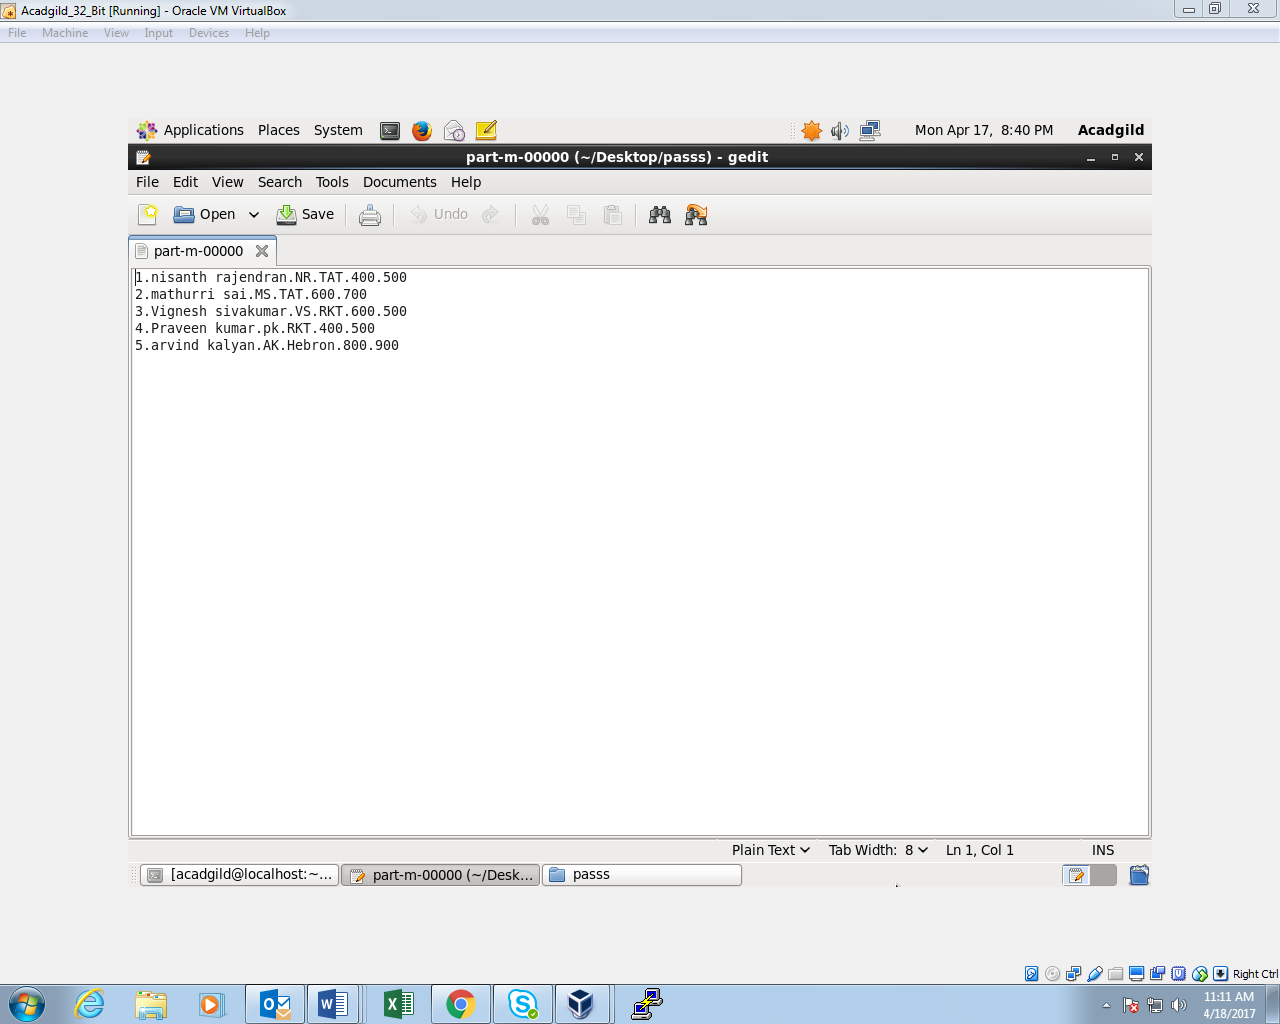 Acadgild_32_Bit [Running] - Oracle VM VirtualBox
File Machine View Input Devices Help
Applications Places System Mon Apr 17, 8:40 PM Acadgild
part-m-00000 (~/Desktop/passs) - gedit
File Edit View Search Tools Documents Help
Open Save Undo
part-m-00000
1.nisanth rajendran.NR.TAT.400.500
2.mathurri sai.MS.TAT.600.700
3.Vignesh sivakumar.VS.RKT.600.500
4.Praveen kumar.pk.RKT.400.500
5.arvind kalyan.AK.Hebron.800.900
Plain Text Tab Width: 8 Ln 1, Col 1 INS
[acadgild@localhost:~... part-m-00000 (~/Desk... passs
Right Ctrl
11:11 AM
4/18/2017